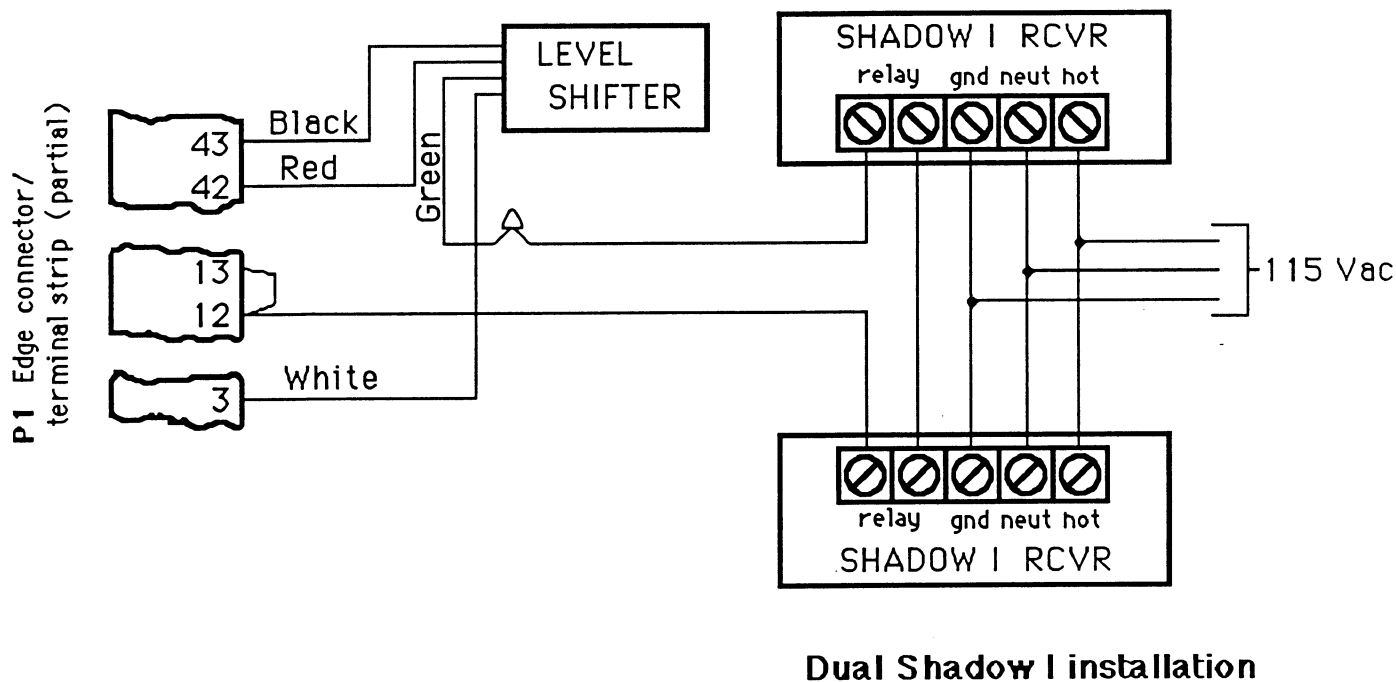 P1 Edge connector/
terminal strip (partial)
43
42
13
12
3
Black
Red
Green
White
LEVEL
SHIFTER
SHADOW I RCVR
relay gnd neut hot
115 Vac
relay gnd neut hot
SHADOW I RCVR
Dual Shadow I installation